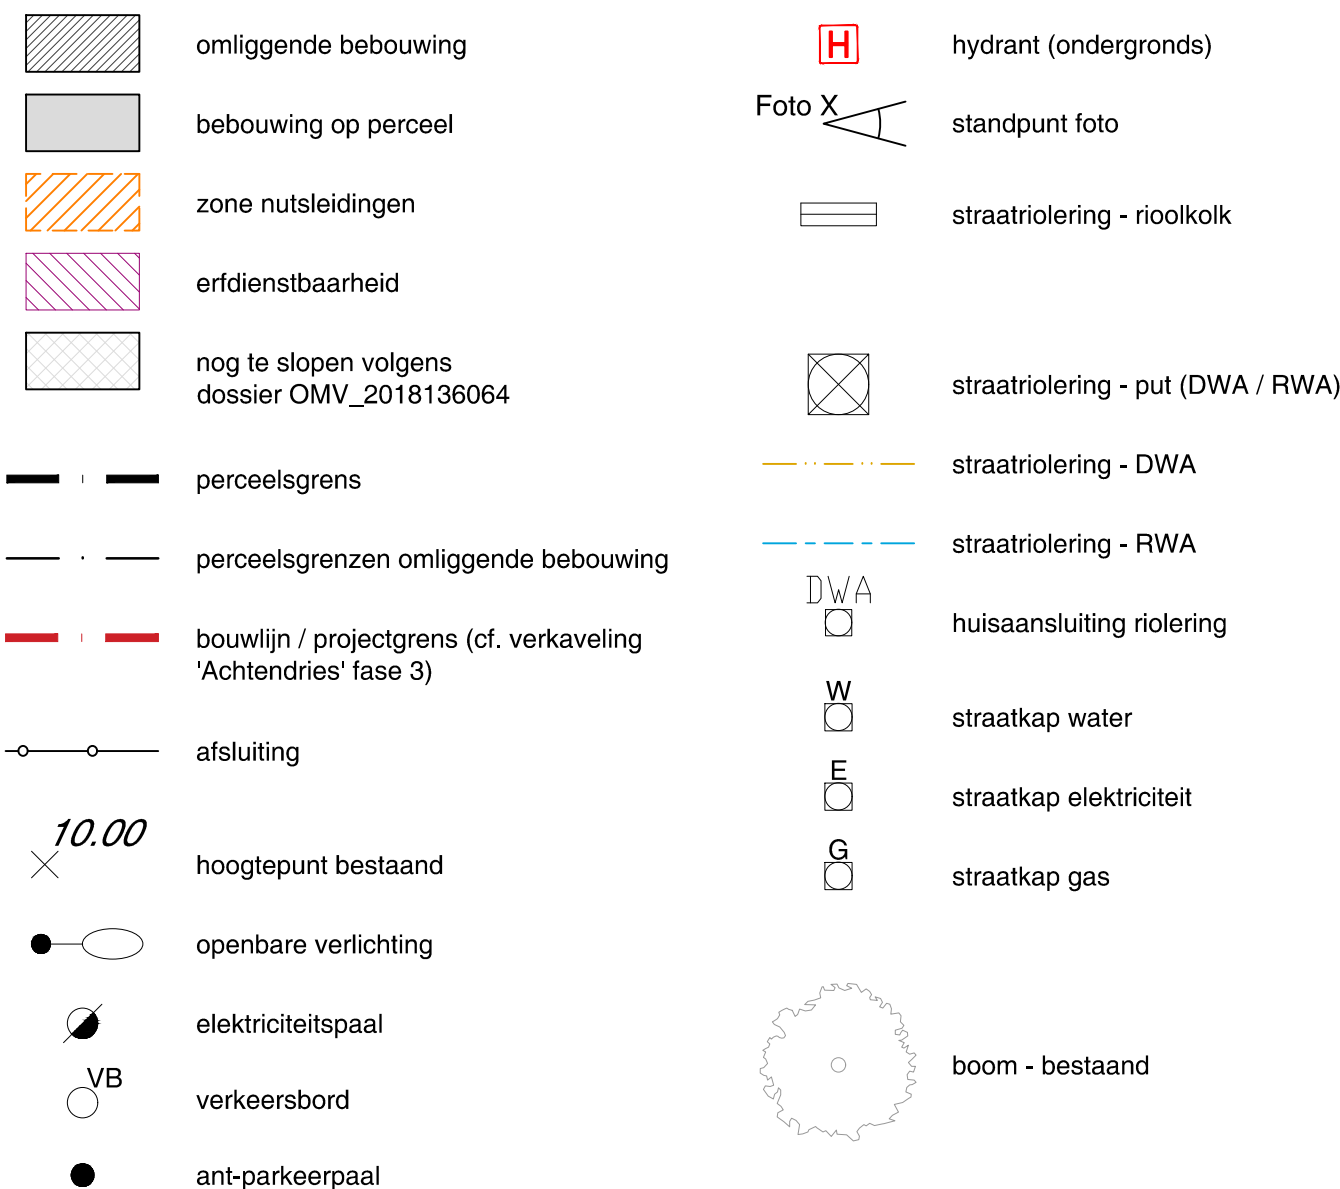 omliggende bebouwing
bebouwing op perceel
zone nutsleidingen
erfdienstbaarheid
nog te slopen volgens
dossier OMV_2018136064
perceelsgrens
perceelsgrenzen omliggende bebouwing
bouwlijn / projectgrens (cf. verkaveling
'Achtendries' fase 3)
afsluiting
10.00
hoogtepunt bestaand
openbare verlichting
elektriciteitspaal
VB
verkeersbord
ant-parkeerpaal
H
hydrant (ondergronds)
Foto X
standpunt foto
straatriolering - rioolkolk
straatriolering - put (DWA / RWA)
straatriolering - DWA
straatriolering - RWA
DWA
huisaansluiting riolering
W
straatkap water
E
straatkap elektriciteit
G
straatkap gas
boom - bestaand